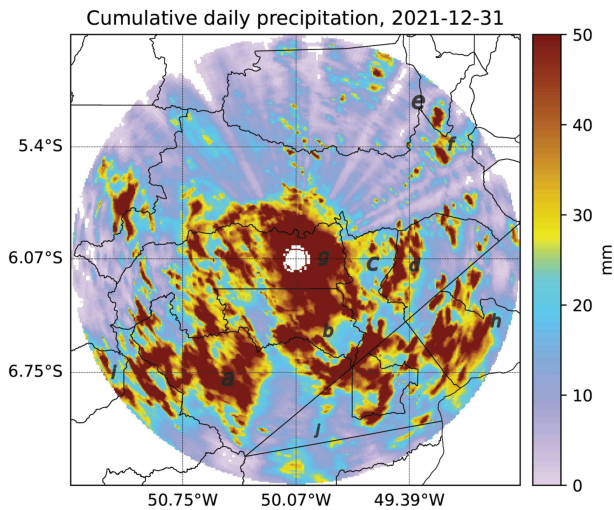 Cumulative daily precipitation, 2021-12-31
50
e
f
5.4°S
40
30
6.07°S
g
c
d
mm
20
b
h
6.75°S
i
a
10
j
0
50.75°W 50.07°W 49.39°W